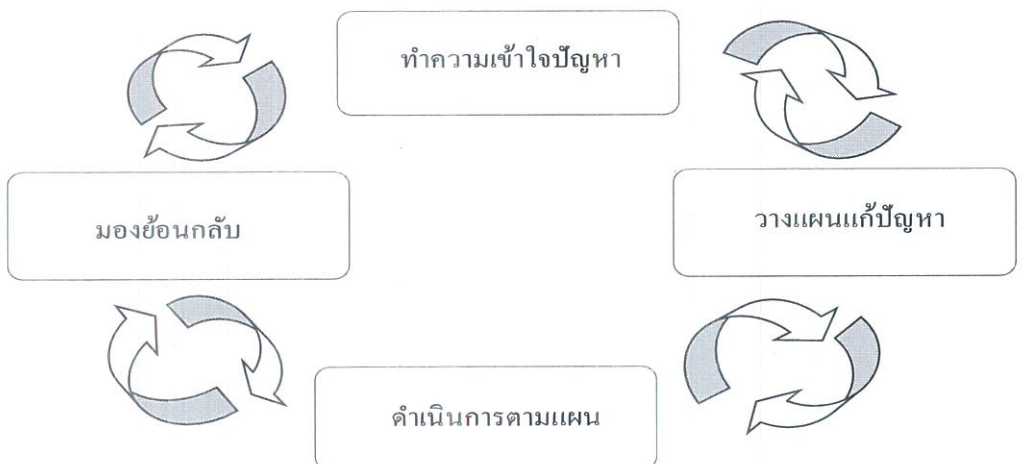 ทำความเข้าใจปัญหา
มองย้อนกลับ
วางแผนแก้ปัญหา
ดำเนินการตามแผน